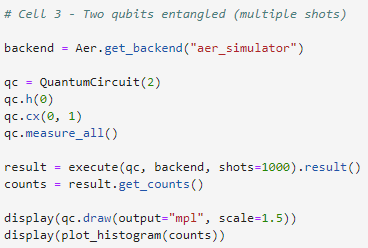 # Cell 3 - Two qubits entangled (multiple shots)
backend = Aer.get_backend("aer_simulator")
qc = QuantumCircuit(2)
qc.h(0)
qc.cx(0, 1)
qc.measure_all()
result = execute(qc, backend, shots=1000).result()
counts = result.get_counts()
display(qc.draw(output="mpl", scale=1.5))
display(plot_histogram(counts))